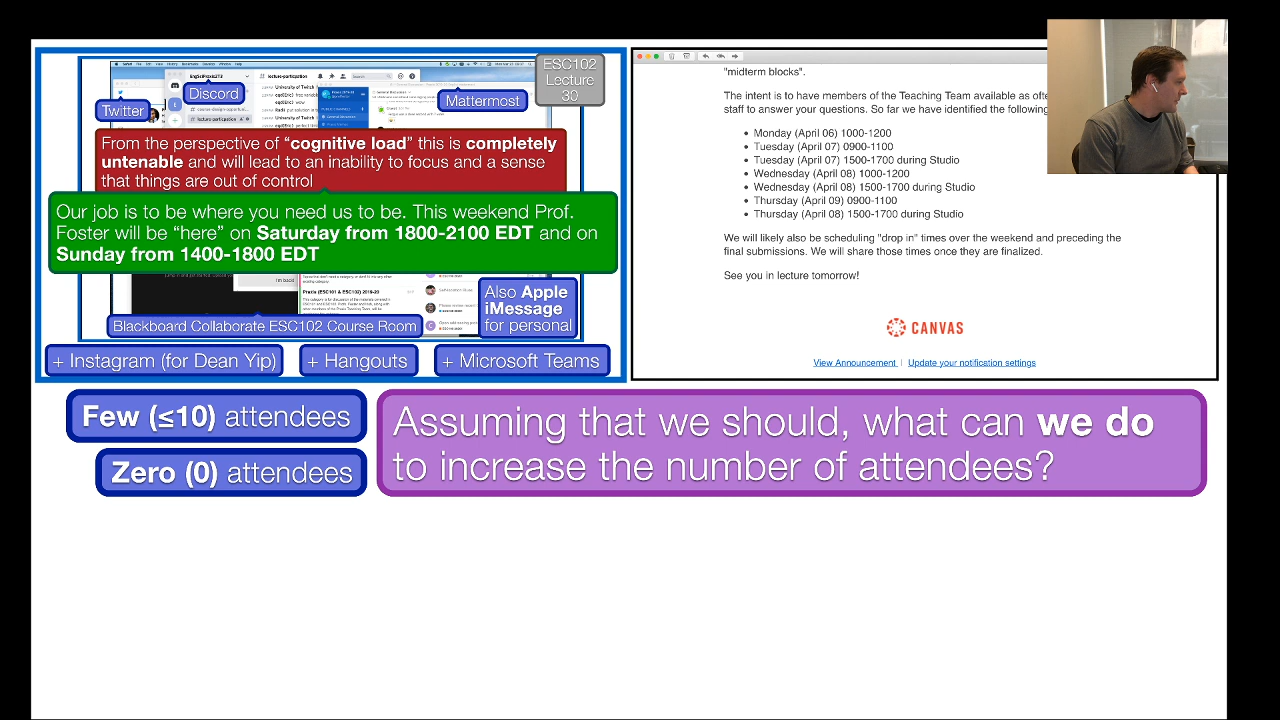 ESC102
Lecture
30
Discord
Twitter
Mattermost
From the perspective of “cognitive load” this is completely
untenable and will lead to an inability to focus and a sense
that things are out of control
Our job is to be where you need us to be. This weekend Prof.
Foster will be “here” on Saturday from 1800-2100 EDT and on
Sunday from 1400-1800 EDT
Also Apple
iMessage
for personal
Blackboard Collaborate ESC102 Course Room
+ Instagram (for Dean Yip)
+ Hangouts
+ Microsoft Teams
"midterm blocks".
The intent is to have members of the Teaching Team available as
staff to answer your questions. So far we identified the following
• Monday (April 06) 1000-1200
• Tuesday (April 07) 0900-1100
• Tuesday (April 07) 1500-1700 during Studio
• Wednesday (April 08) 1000-1200
• Wednesday (April 08) 1500-1700 during Studio
• Thursday (April 09) 0900-1100
• Thursday (April 08) 1500-1700 during Studio
We will likely also be scheduling "drop in" times over the weekend and preceding the
final submissions. We will share those times once they are finalized.
See you in lecture tomorrow!
CANVAS
View Announcement | Update your notification settings
Few (≤10) attendees
Zero (0) attendees
Assuming that we should, what can we do
to increase the number of attendees?